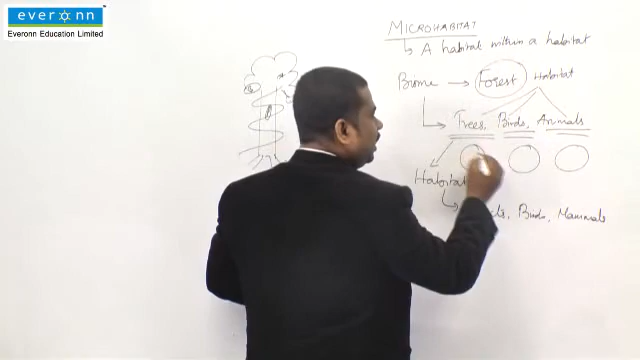 everonn
Everonn Education Limited
MICROHABITAT
A habitat within a habitat
Biome → Forest Habitat
Trees, Birds, Animals
Habitat
Birds, Mammals